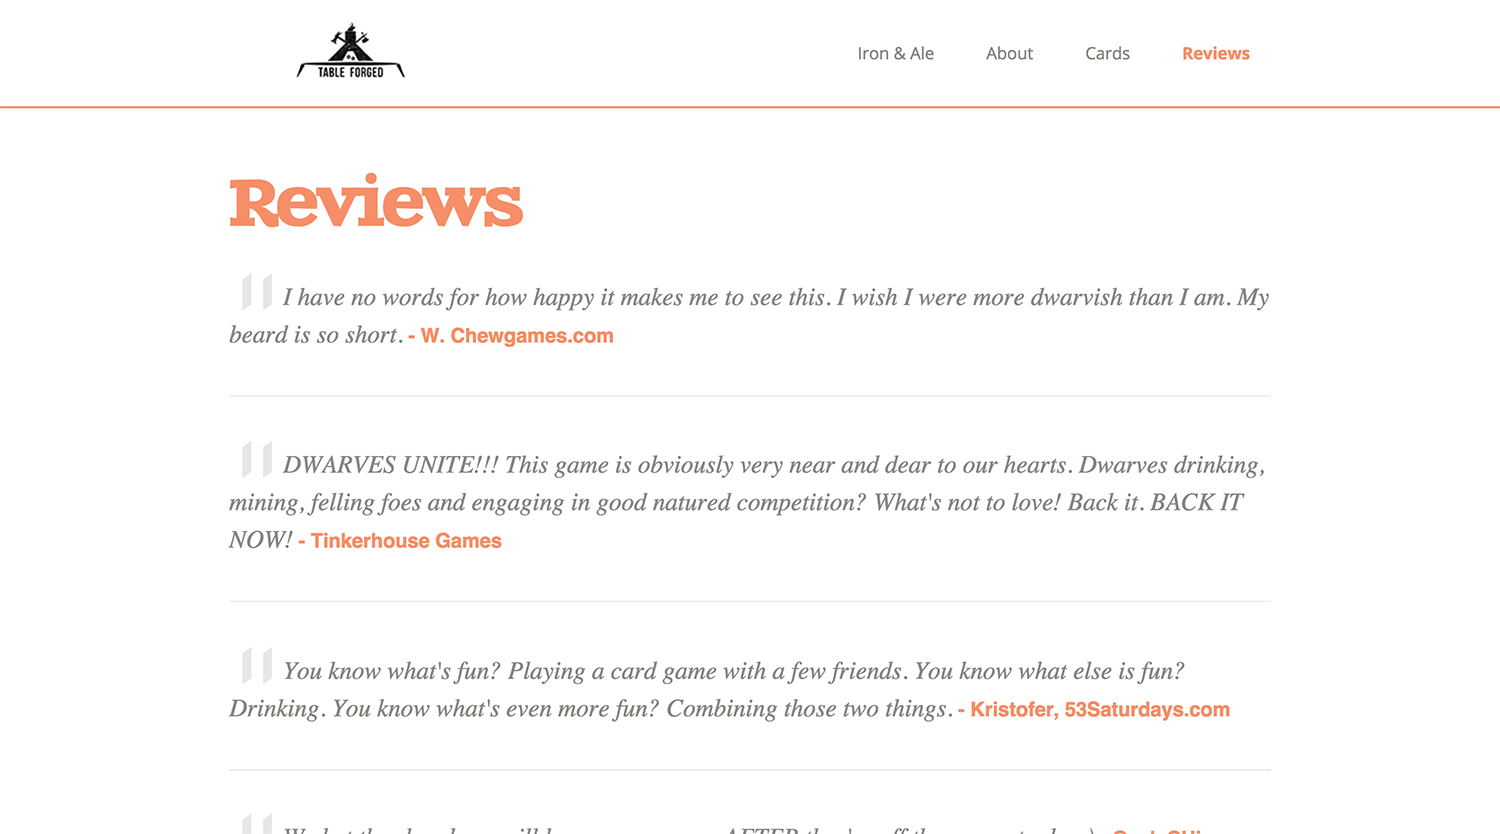 TABLE FORGED
Iron & Ale About Cards Reviews
Reviews
"I have no words for how happy it makes me to see this. I wish I were more dwarvish than I am. My
beard is so short. - W. Chewgames.com
"DWARVES UNITE!!! This game is obviously very near and dear to our hearts. Dwarves drinking,
mining, felling foes and engaging in good natured competition? What's not to love! Back it. BACK IT
NOW! - Tinkerhouse Games
"You know what's fun? Playing a card game with a few friends. You know what else is fun?
Drinking. You know what's even more fun? Combining those two things. - Kristofer, 53Saturdays.com
" AFTER